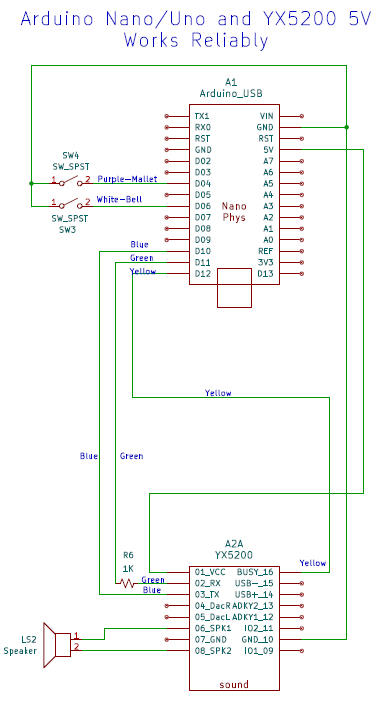 Arduino Nano/Uno and YX5200 5V
Works Reliably
A1
Arduino_USB
TX1 VIN
RX0 GND
RST RST
GND 5V
D02 A7
D03 A6
SW4
SW_SPST
1 2 Purple-Mallet D04 A5
D05 A4
1 2 White-Bell D06 A3
SW_SPST
SW3
Nano
Phys
D07 A2
D08 A1
D09 A0
Blue D10 REF
Green D11 3V3
Yellow D12 D13
Yellow
Blue Green
A2A
YX5200
R6
1K
Yellow
01_VCC BUSY_16
Green 02_RX USB-_15
Blue 03_TX USB+_14
04_DacR ADKY2_13
05_DacL ADKY1_12
06_SPK1 IO2_11
LS2 1 07_GND GND_10
Speaker 2 08_SPK2 IO1_09
sound